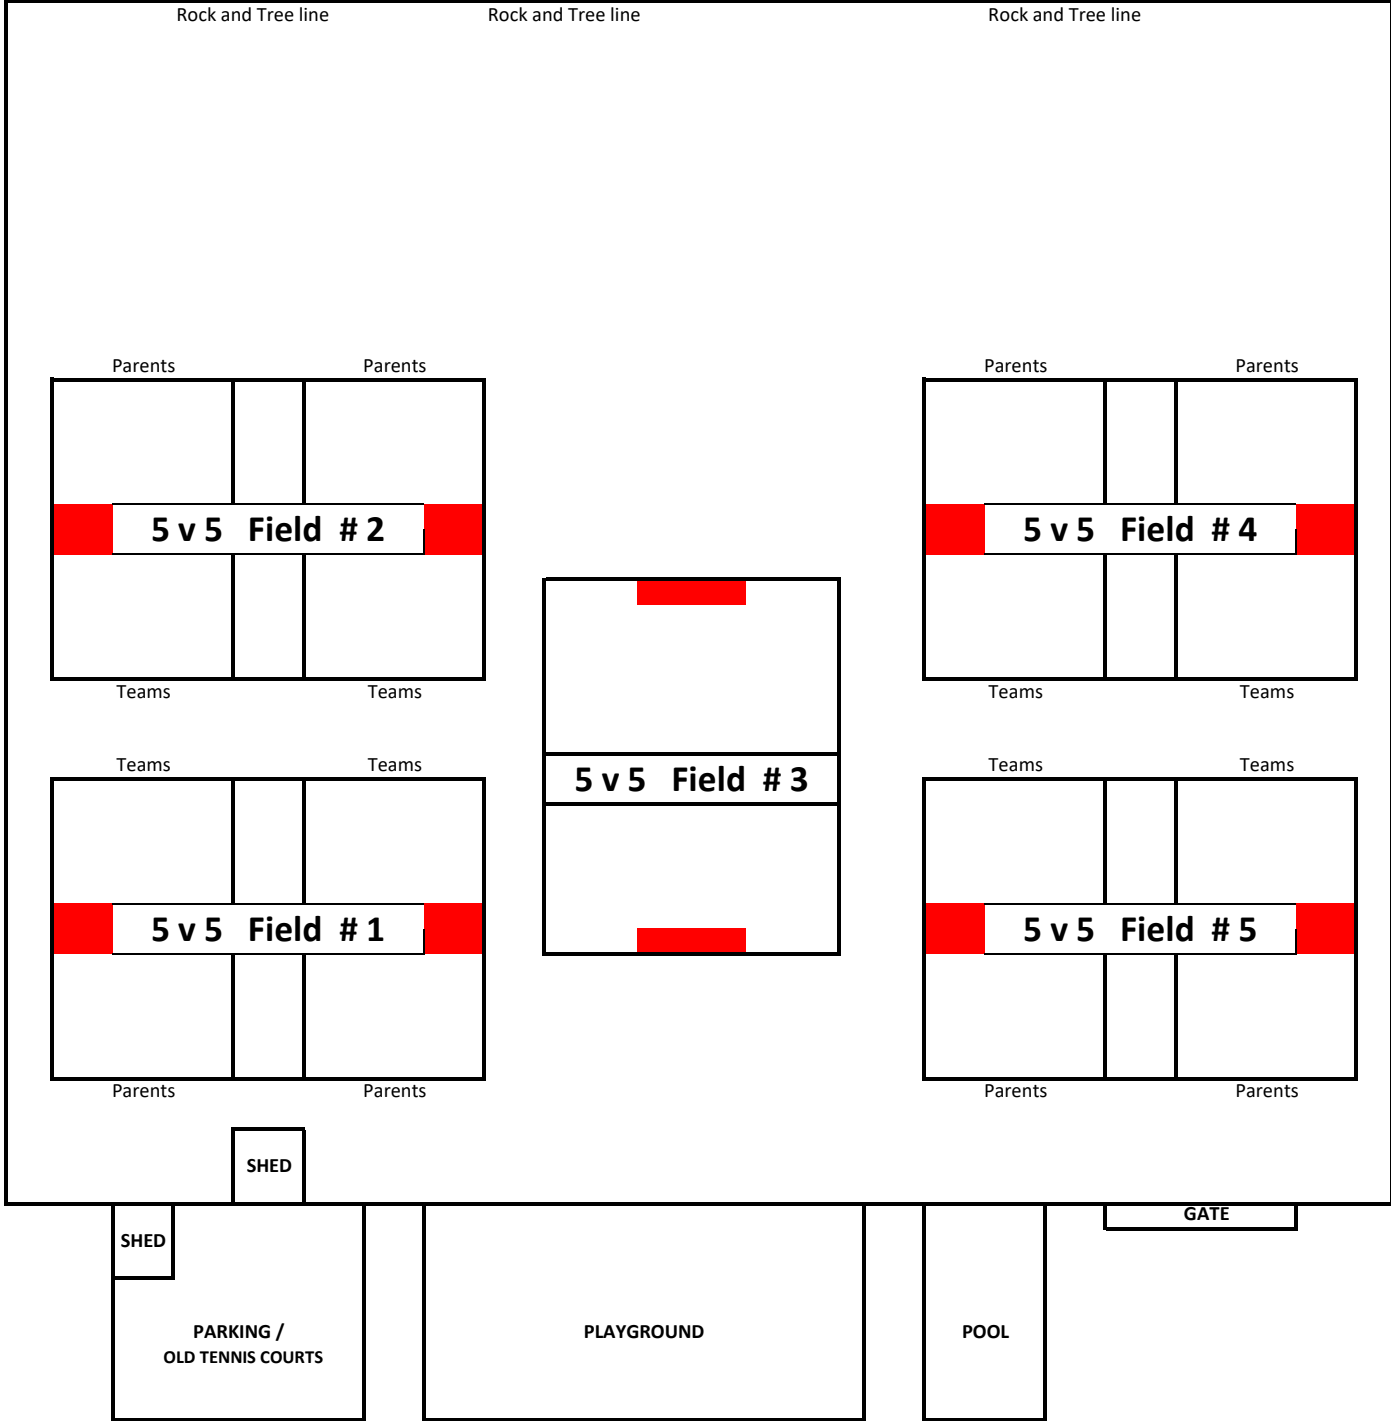 Rock and Tree line Rock and Tree line Rock and Tree line
Parents Parents Parents Parents
5 v 5 Field # 2 5 v 5 Field # 4
Teams Teams Teams Teams
Teams Teams Teams Teams
5 v 5 Field # 3
5 v 5 Field # 1 5 v 5 Field # 5
Parents Parents Parents Parents
SHED
GATE
SHED
PARKING / PLAYGROUND POOL
OLD TENNIS COURTS